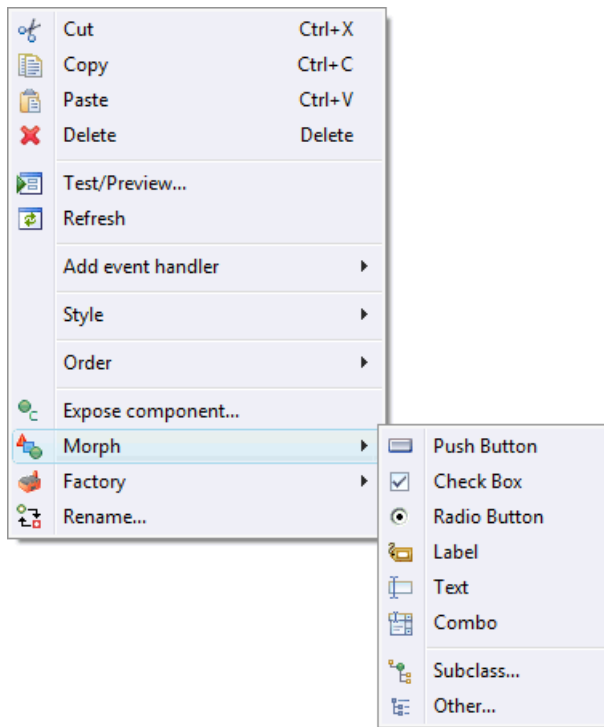 Cut Ctrl+X
Copy Ctrl+C
Paste Ctrl+V
Delete Delete
Test/Preview...
Refresh
Add event handler
Style
Order
Expose component...
Morph
Factory
Rename...
Push Button
Check Box
Radio Button
Label
Text
Combo
Subclass...
Other...